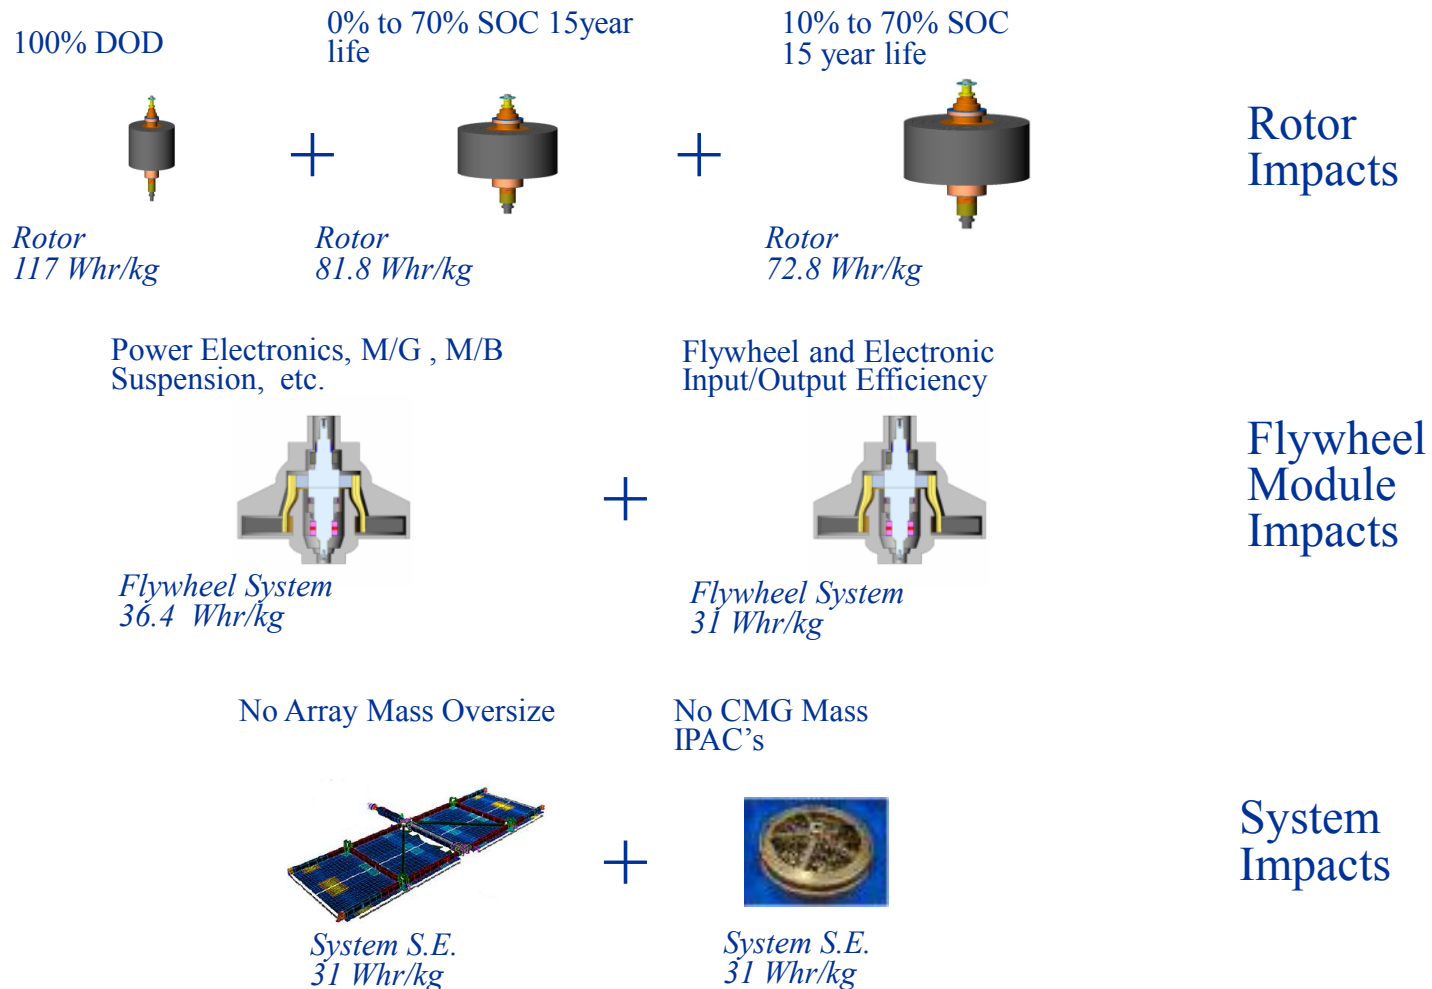 100% DOD
0% to 70% SOC 15year
life
10% to 70% SOC
15 year life
+
+
Rotor
Impacts
Rotor
117 Whr/kg
Rotor
81.8 Whr/kg
Rotor
72.8 Whr/kg
Power Electronics, M/G , M/B
Suspension, etc.
Flywheel and Electronic
Input/Output Efficiency
+
Flywheel
Module
Impacts
Flywheel System
36.4 Whr/kg
Flywheel System
31 Whr/kg
No Array Mass Oversize
No CMG Mass
IPAC’s
+
System
Impacts
System S.E.
31 Whr/kg
System S.E.
31 Whr/kg